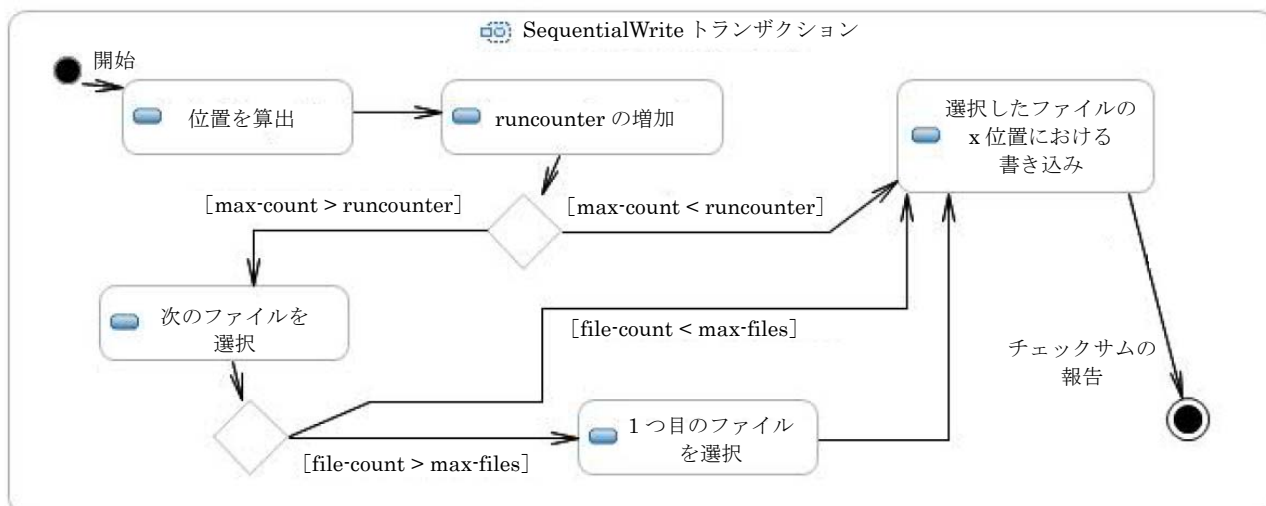 SequentialWrite トランザクション
開始
位置を算出
runcounter の増加
選択したファイルの
x 位置における
書き込み
［max-count > runcounter］
［max-count < runcounter］
次のファイルを
選択
［file-count < max-files］
チェックサムの
報告
1 つ目のファイル
を選択
［file-count > max-files］